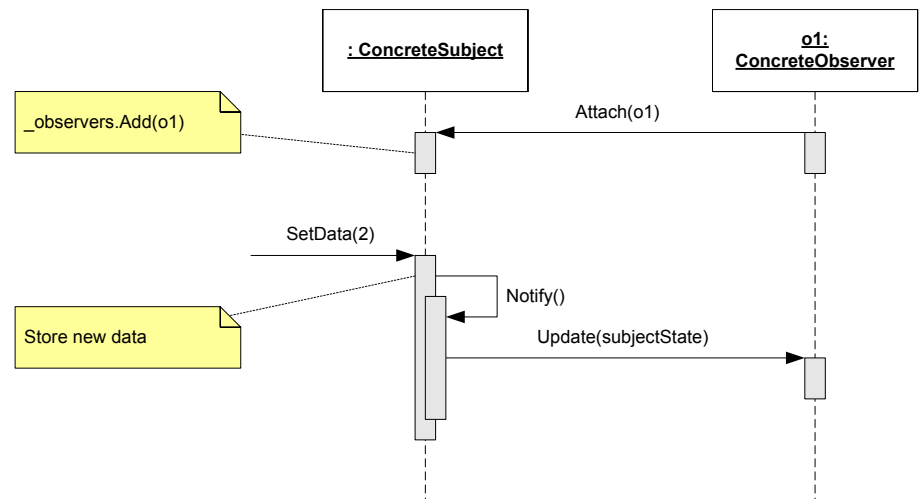 : ConcreteSubject
o1:
ConcreteObserver
_observers.Add(o1)
Attach(o1)
SetData(2)
Notify()
Store new data
Update(subjectState)